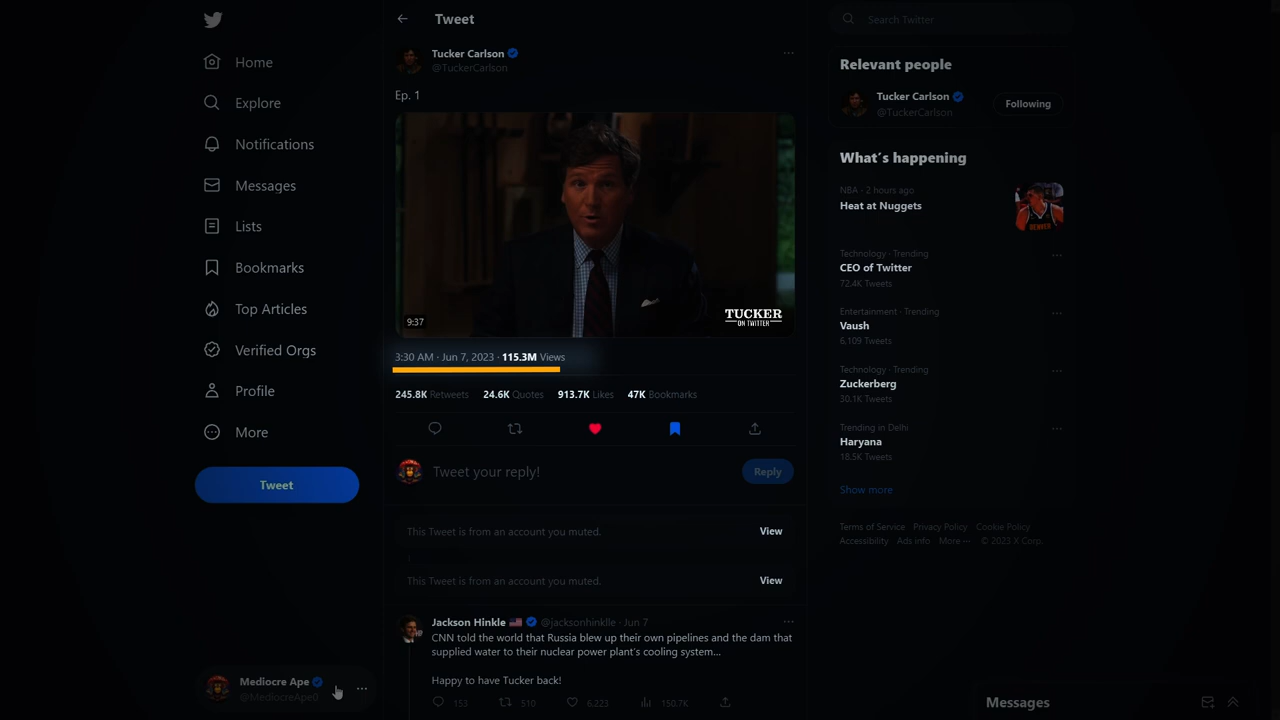 Home
Explore
Notifications
Messages
Lists
Bookmarks
Top Articles
Verified Orgs
Profile
More
Tweet
Mediocre Ape
@MediocreApe0
Tweet
Tucker Carlson
@TuckerCarlson
Ep. 1
TUCKER
ON TWITTER
9:37
3:30 AM · Jun 7, 2023 · 115.3M Views
245.8K Retweets 24.6K Quotes 913.7K Likes 47K Bookmarks
Tweet your reply!
Reply
This Tweet is from an account you muted.
View
This Tweet is from an account you muted.
View
Jackson Hinkle 🇺🇸 @jacksonhinklle · Jun 7
CNN told the world that Russia blew up their own pipelines and the dam that
supplied water to their nuclear power plant's cooling system...
Happy to have Tucker back!
153 510 6,223 150.7K
Search Twitter
Relevant people
Tucker Carlson
@TuckerCarlson
Following
What's happening
NBA · 2 hours ago
Heat at Nuggets
DENVER
Technology · Trending
CEO of Twitter
72.4K Tweets
Entertainment · Trending
Vaush
6,109 Tweets
Technology · Trending
Zuckerberg
30.1K Tweets
Trending in Delhi
Haryana
18.5K Tweets
Show more
Terms of Service Privacy Policy Cookie Policy
Accessibility Ads info More ··· © 2023 X Corp.
Messages